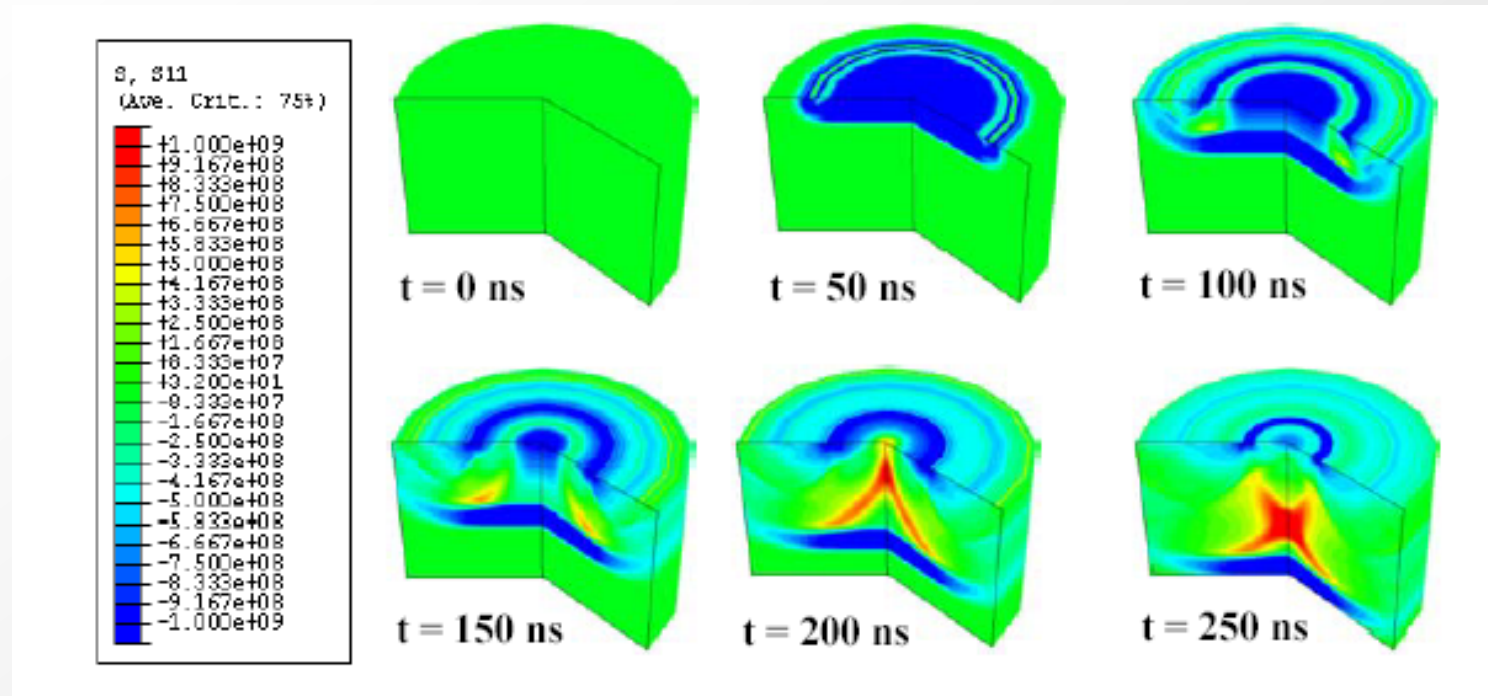 S, S11
(Ave. Crit.: 75%)
+1.000e+09
+9.167e+08
+8.333e+08
+7.500e+08
+6.667e+08
+5.833e+08
+5.000e+08
+4.167e+08
+3.333e+08
+2.500e+08
+1.667e+08
+8.333e+07
+3.200e+01
-8.333e+07
-1.667e+08
-2.500e+08
-3.333e+08
-4.167e+08
-5.000e+08
-5.833e+08
-6.667e+08
-7.500e+08
-8.333e+08
-9.167e+08
-1.000e+09
t = 0 ns
t = 50 ns
t = 100 ns
t = 150 ns
t = 200 ns
t = 250 ns